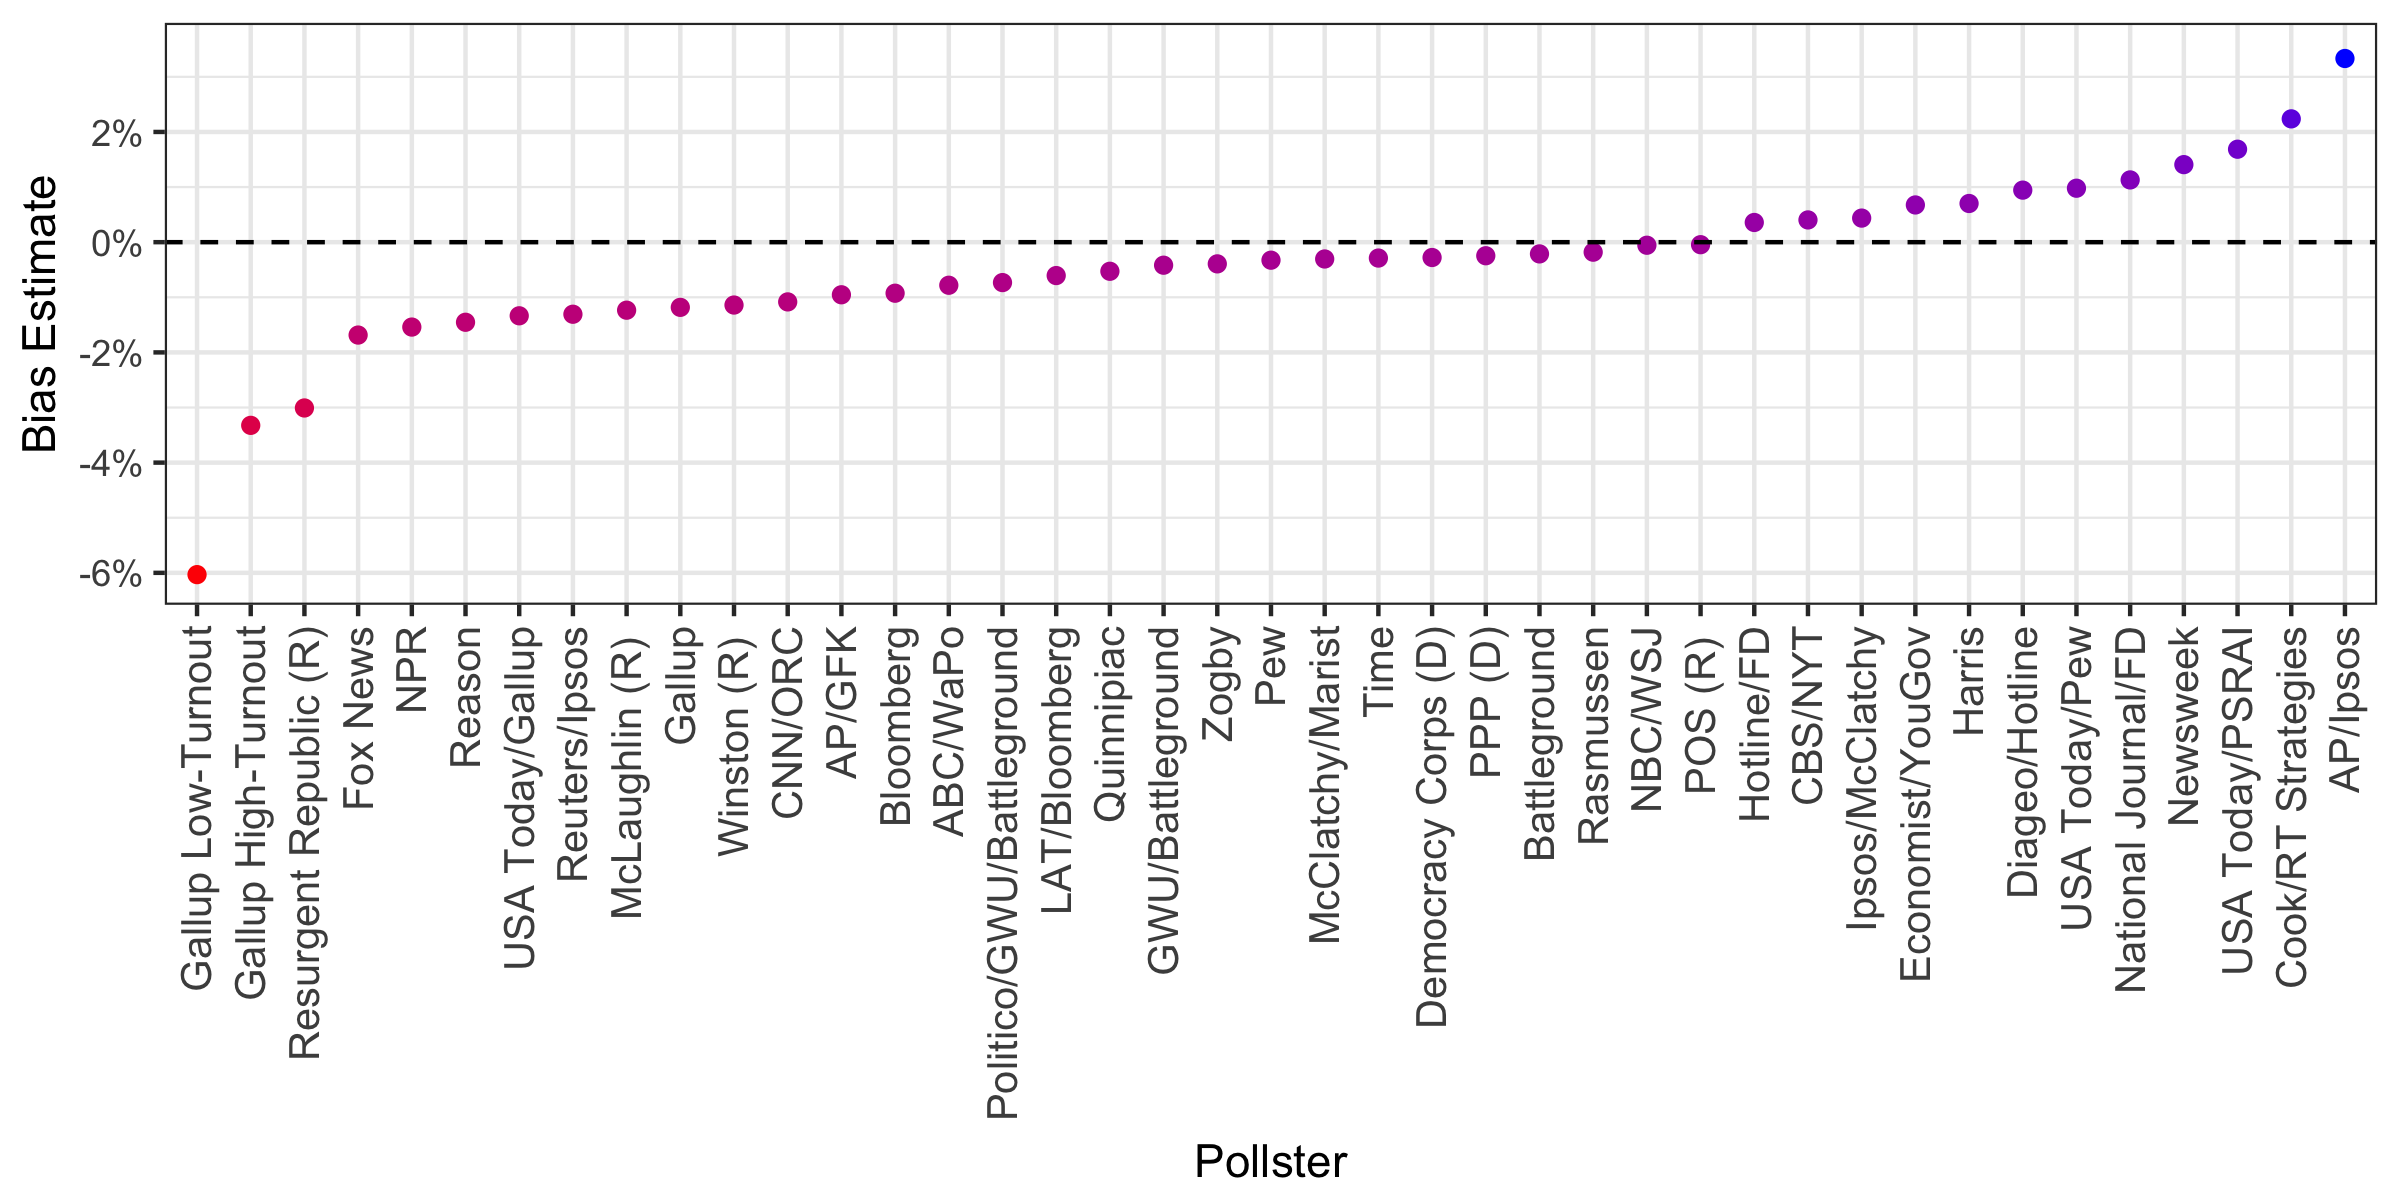 Bias Estimate
2%
0%
-2%
-4%
-6%
Gallup Low-Turnout
Gallup High-Turnout
Resurgent Republic (R)
Fox News
NPR
Reason
USA Today/Gallup
Reuters/Ipsos
McLaughlin (R)
Gallup
Winston (R)
CNN/ORC
AP/GFK
Bloomberg
ABC/WaPo
Politico/GWU/Battleground
LAT/Bloomberg
Quinnipiac
GWU/Battleground
Zogby
Pew
McClatchy/Marist
Time
Democracy Corps (D)
PPP (D)
Battleground
Rasmussen
NBC/WSJ
POS (R)
Hotline/FD
CBS/NYT
Ipsos/McClatchy
Economist/YouGov
Harris
Diageo/Hotline
USA Today/Pew
National Journal/FD
Newsweek
USA Today/PSRAI
Cook/RT Strategies
AP/Ipsos
Pollster